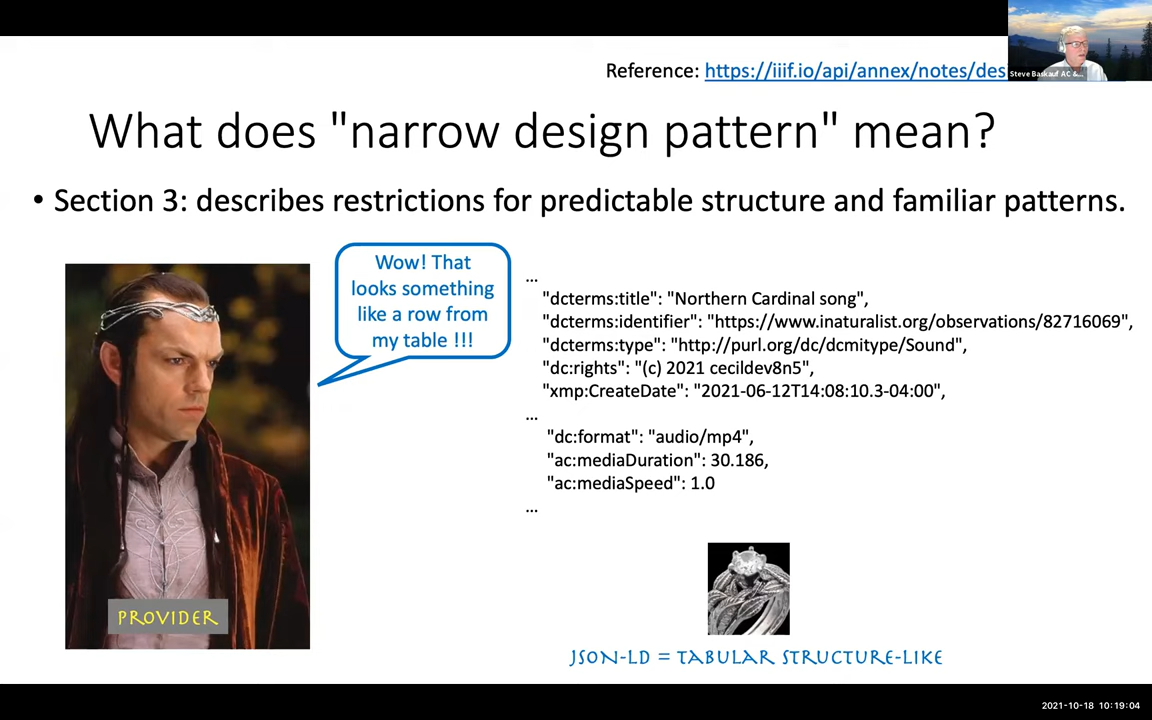 Reference: https://iiif.io/api/annex/notes/des
Steve Baskauf AC &...
What does "narrow design pattern" mean?
• Section 3: describes restrictions for predictable structure and familiar patterns.
Wow! That
looks something
like a row from
my table !!!
...
"dcterms:title": "Northern Cardinal song",
"dcterms:identifier": "https://www.inaturalist.org/observations/82716069",
"dcterms:type": "http://purl.org/dc/dcmitype/Sound",
"dc:rights": "(c) 2021 cecildev8n5",
"xmp:CreateDate": "2021-06-12T14:08:10.3-04:00",
...
"dc:format": "audio/mp4",
"ac:mediaDuration": 30.186,
"ac:mediaSpeed": 1.0
...
PROVIDER
JSON-LD = TABULAR STRUCTURE-LIKE
2021-10-18 10:19:04